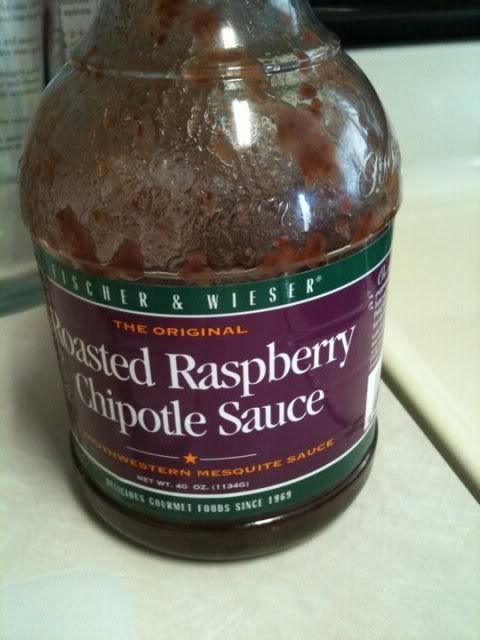 FISCHER & WIESER®
THE ORIGINAL
Roasted Raspberry
Chipotle Sauce
SOUTHWESTERN MESQUITE SAUCE
NET WT. 40 OZ. (1134G)
DELICIOUS GOURMET FOODS SINCE 1969